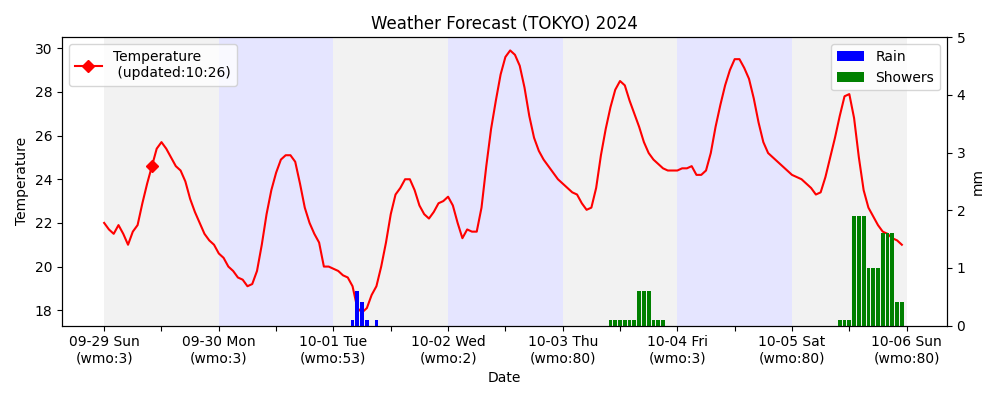 Weather Forecast (TOKYO) 2024
Temperature
(updated:10:26)
Rain
Showers
30
28
26
24
22
20
18
Temperature
5
4
3
2
1
0
mm
09-29 Sun
(wmo:3)
09-30 Mon
(wmo:3)
10-01 Tue
(wmo:53)
10-02 Wed
(wmo:2)
10-03 Thu
(wmo:80)
10-04 Fri
(wmo:3)
10-05 Sat
(wmo:80)
10-06 Sun
(wmo:80)
Date